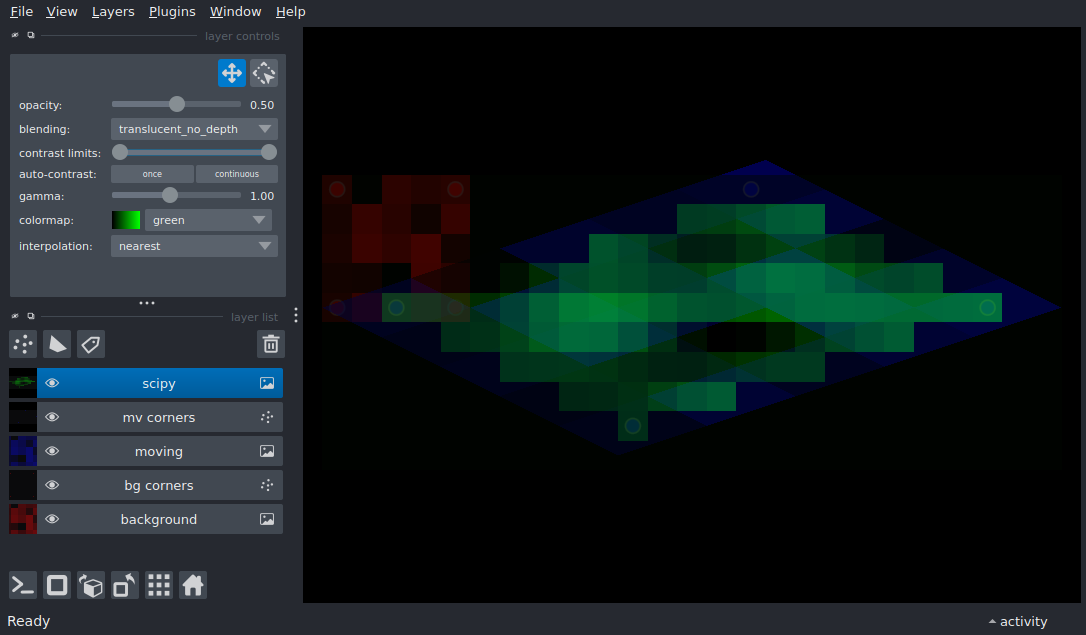 File View Layers Plugins Window Help
layer controls
opacity: 0.50
blending: translucent_no_depth
contrast limits:
auto-contrast: once continuous
gamma: 1.00
colormap: green
interpolation: nearest
layer list
scipy
mv corners
moving
bg corners
background
Ready activity